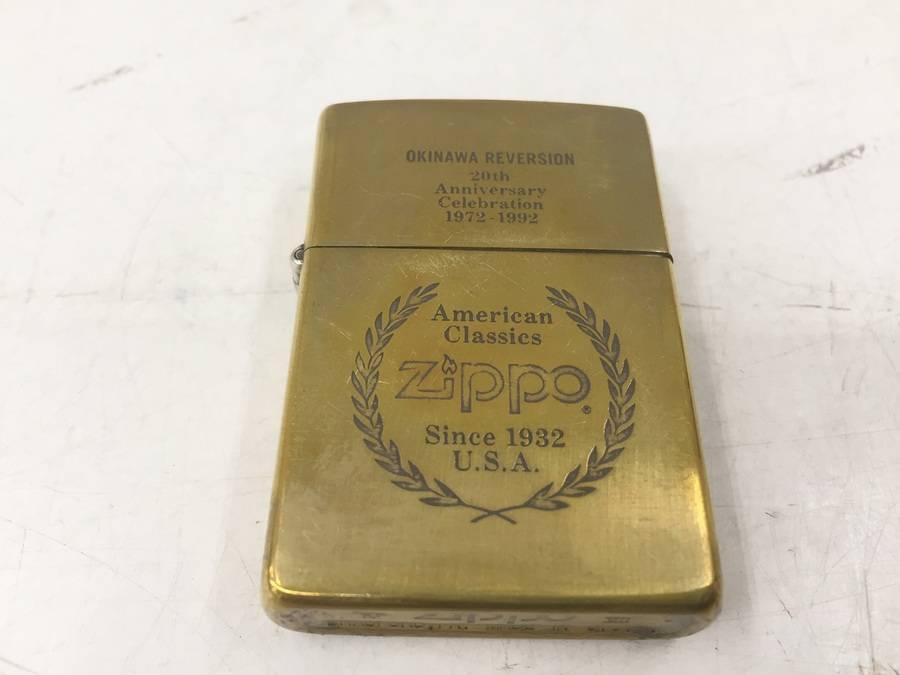 OKINAWA REVERSION
20th
Anniversary
Celebration
1972-1992
American
Classics
Zippo®
Since 1932
U.S.A.